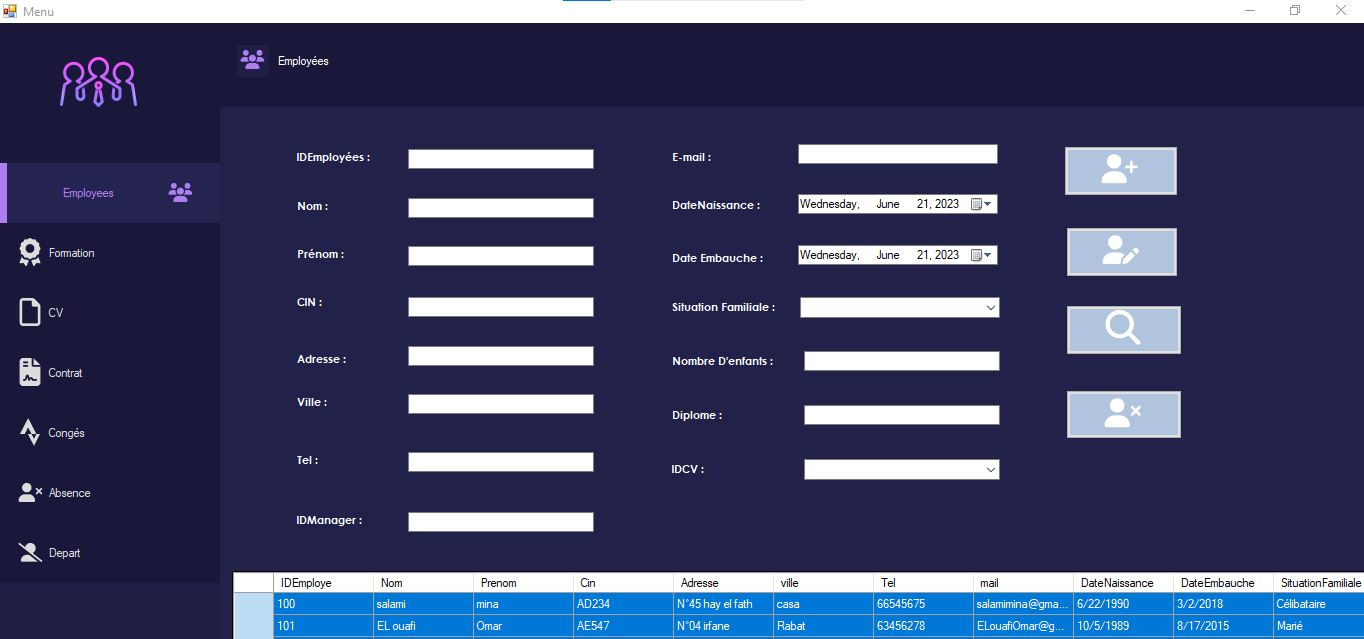 Menu
Employées
Employees
Formation
CV
Contrat
Congés
Absence
Depart
IDEmployées :
Nom :
Prénom :
CIN :
Adresse :
Ville :
Tel :
IDManager :
E-mail :
DateNaissance : Wednesday, June 21, 2023
Date Embauche : Wednesday, June 21, 2023
Situation Familiale :
Nombre D'enfants :
Diplome :
IDCV :
IDEmploye Nom Prenom Cin Adresse ville Tel mail DateNaissance DateEmbauche SituationFamiliale
100 salami mina AD234 N°45 hay el fath casa 66545675 salamimina@gma... 6/22/1990 3/2/2018 Célibataire
101 EL ouafi Omar AE547 N°04 irfane Rabat 63456278 ELouafiOmar@g... 10/5/1989 8/17/2015 Marié